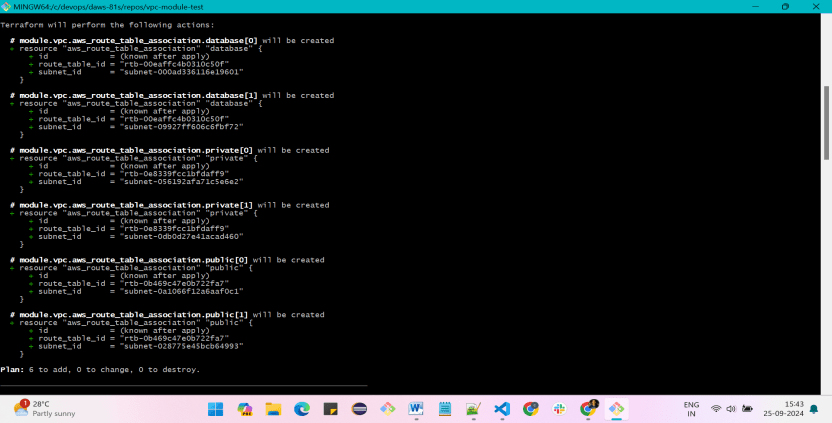 MINGW64:/c/devops/daws-81s/repos/vpc-module-test
Terraform will perform the following actions:
# module.vpc.aws_route_table_association.database[0] will be created
+ resource "aws_route_table_association" "database" {
+ id = (known after apply)
+ route_table_id = "rtb-00eaffc4b0310c50f"
+ subnet_id = "subnet-000ad336116e19601"
}
# module.vpc.aws_route_table_association.database[1] will be created
+ resource "aws_route_table_association" "database" {
+ id = (known after apply)
+ route_table_id = "rtb-00eaffc4b0310c50f"
+ subnet_id = "subnet-09927ff606c6fbf72"
}
# module.vpc.aws_route_table_association.private[0] will be created
+ resource "aws_route_table_association" "private" {
+ id = (known after apply)
+ route_table_id = "rtb-0e8339fcc1bfdaff9"
+ subnet_id = "subnet-056192afa71c5e6e2"
}
# module.vpc.aws_route_table_association.private[1] will be created
+ resource "aws_route_table_association" "private" {
+ id = (known after apply)
+ route_table_id = "rtb-0e8339fcc1bfdaff9"
+ subnet_id = "subnet-0db0d27e41acad460"
}
# module.vpc.aws_route_table_association.public[0] will be created
+ resource "aws_route_table_association" "public" {
+ id = (known after apply)
+ route_table_id = "rtb-0b469c47e0b722fa7"
+ subnet_id = "subnet-0a1066f12a6aaf0c1"
}
# module.vpc.aws_route_table_association.public[1] will be created
+ resource "aws_route_table_association" "public" {
+ id = (known after apply)
+ route_table_id = "rtb-0b469c47e0b722fa7"
+ subnet_id = "subnet-028775e45bcb64993"
}
Plan: 6 to add, 0 to change, 0 to destroy.
1
28°C
Partly sunny
ENG
IN
15:43
25-09-2024